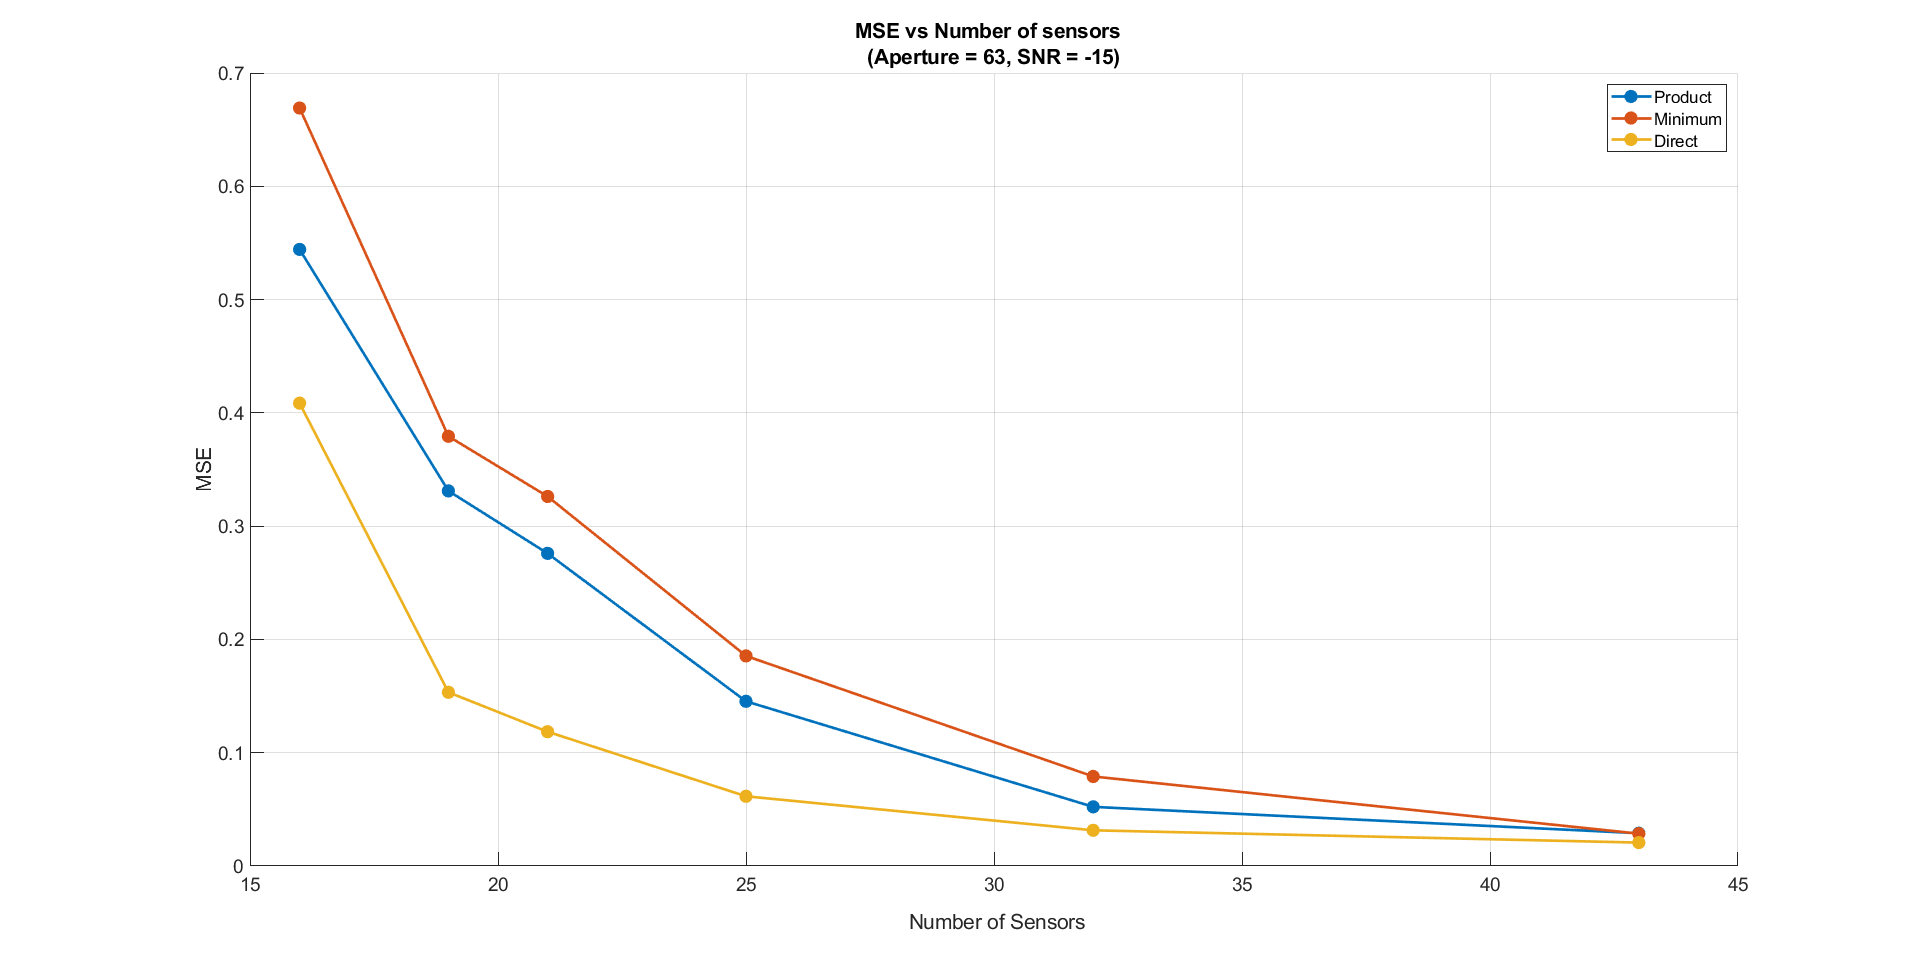 MSE vs Number of sensors
(Aperture = 63, SNR = -15)
0.7
0.6
0.5
0.4
0.3
0.2
0.1
0
MSE
Product
Minimum
Direct
15 20 25 30 35 40 45
Number of Sensors